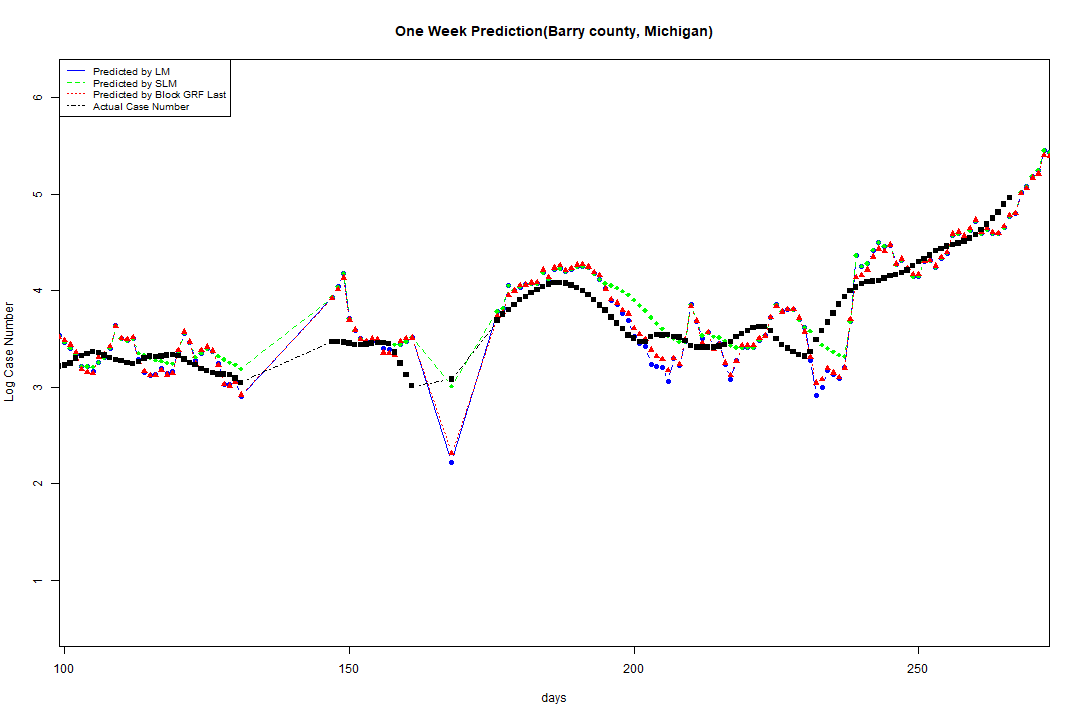 One Week Prediction(Barry county, Michigan)
Predicted by LM
Predicted by SLM
Predicted by Block GRF Last
Actual Case Number
6
5
4
3
2
1
Log Case Number
100 150 200 250
days